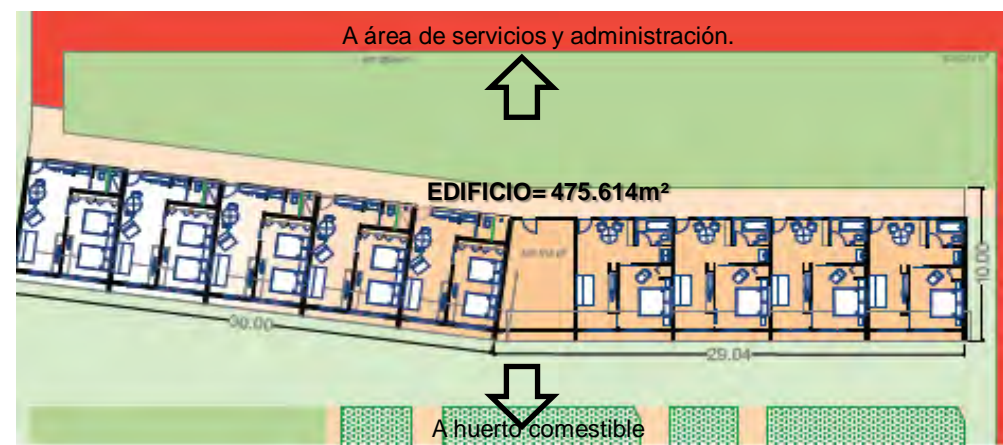 A área de servicios y administración.
EDIFICIO= 475.614m²
10.00
30.00
29.04
A huerto comestible